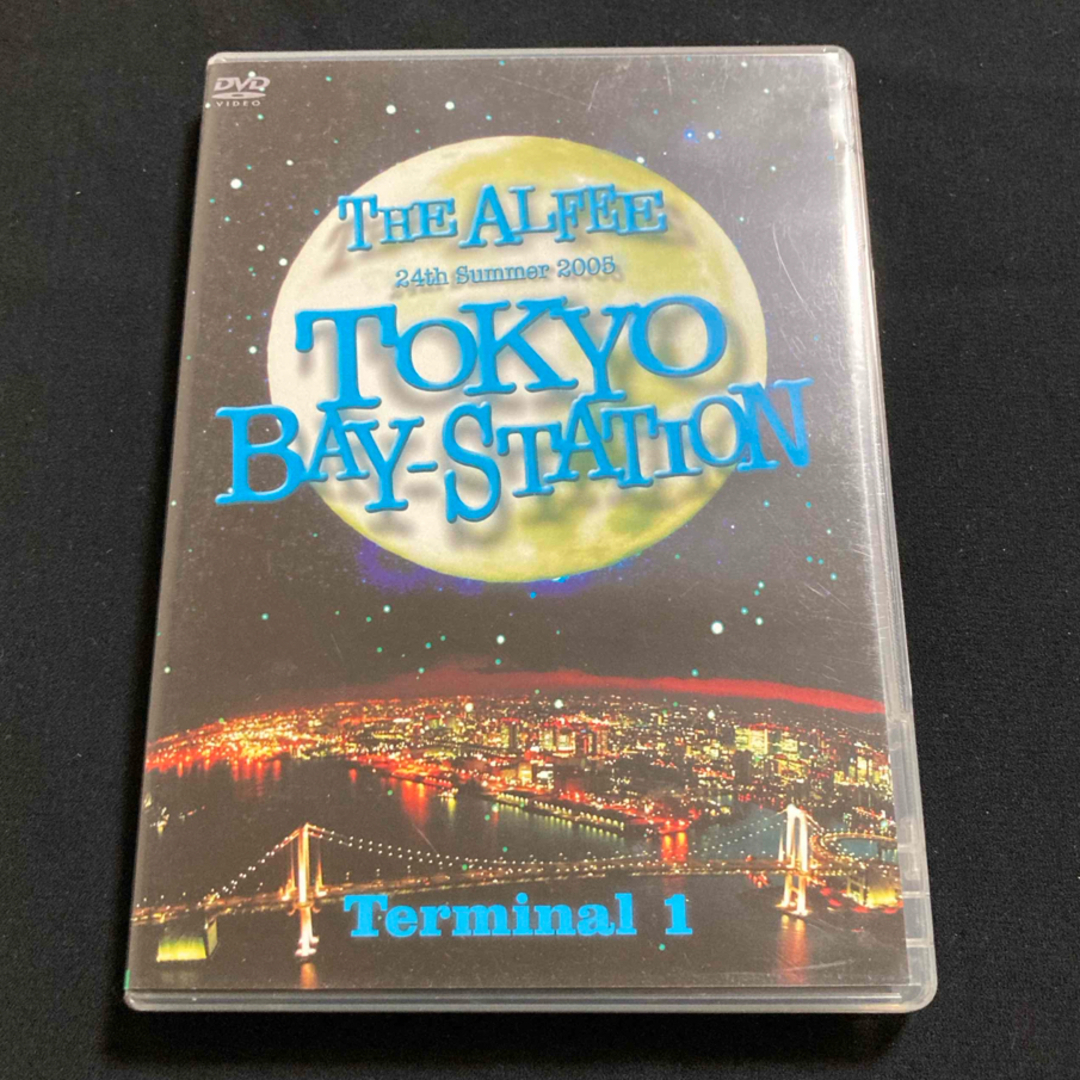 DVD
VIDEO
THE ALFEE
24th Summer 2005
TOKYO
BAY-STATION
Terminal 1